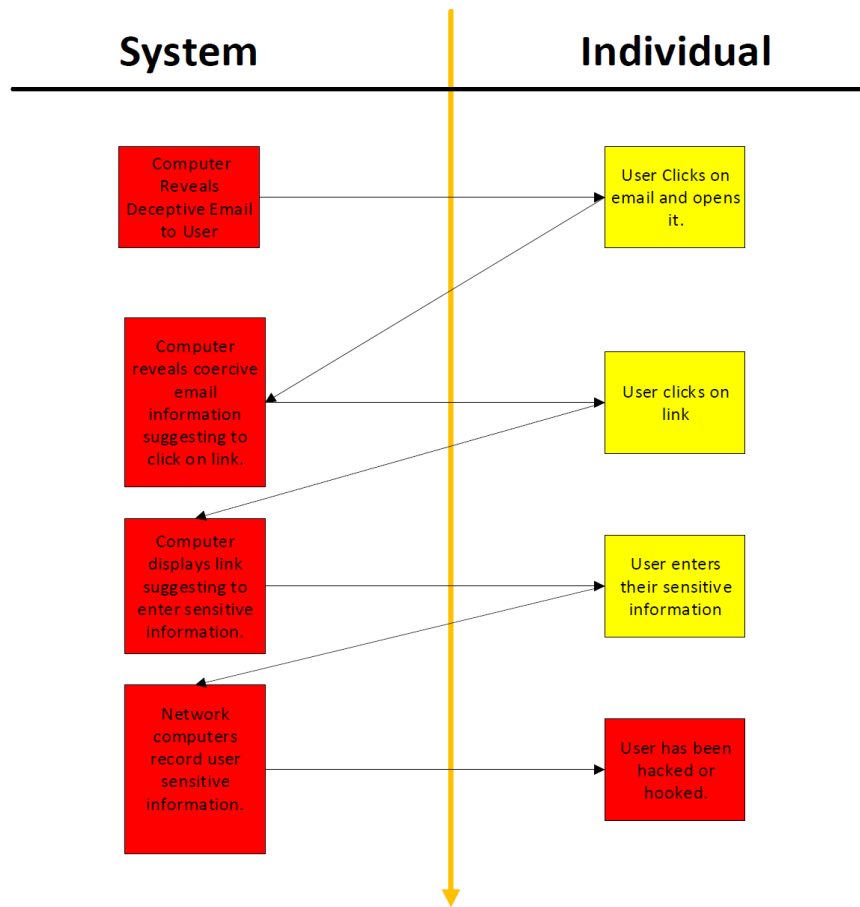 System
Individual
Computer
Reveals
Deceptive Email
to User
User Clicks on
email and opens
it.
Computer
reveals coercive
email
information
suggesting to
click on link.
User clicks on
link
Computer
displays link
suggesting to
enter sensitive
information.
User enters
their sensitive
information
Network
computers
record user
sensitive
information.
User has been
hacked or
hooked.